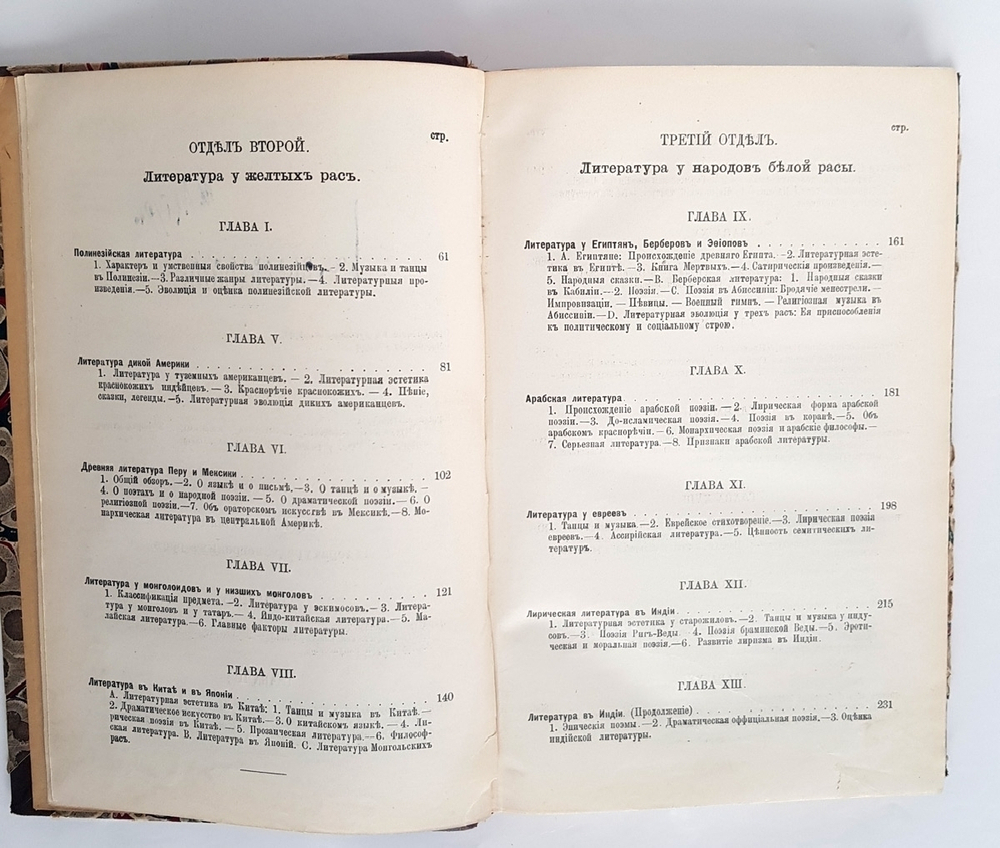 стр.
ОТДѢЛЪ ВТОРОЙ.
Литература у желтыхъ расъ.
ГЛАВА I.
Полинезійская литература . . . . . . . . . . . . . . . . 61
1. Характеръ и умственныя свойства полинезійцевъ. — 2. Музыка и танцы
въ Полинезіи.—3. Различные жанры литературы. —4. Литературныя про-
изведенія.—5. Эволюція и оцѣнка полинезійской литературы.
ГЛАВА V.
Литература дикой Америки . . . . . . . . . . . . . . . . 81
1. Литература у туземныхъ американцевъ. — 2. Литературная эстетика
краснокожихъ индѣйцевъ. — 3. Краснорѣчіе краснокожихъ. — 4. Пѣніе,
сказки, легенды. —5. Литературная эволюція дикихъ американцевъ.
ГЛАВА VI.
Древняя литература Перу и Мексики . . . . . . . . . . . . 102
1. Общій обзоръ.—2. О языкѣ и о письмѣ.—3. О танцѣ и о музыкѣ. —
4. О поэтахъ и о народной поэзіи. — 5. О драматической поэзіи.— 6. О
религіозной поэзіи.—7. Объ ораторскомъ искусствѣ въ Мексикѣ.—8. Мо-
нархическая литература въ центральной Америкѣ.
ГЛАВА VII.
Литература у монголоидовъ и у низшихъ монголовъ . . . . . . 121
1. Классификація предмета. —2. Литература у эскимосовъ.— 3. Литера-
тура у монголовъ и у татаръ.— 4. Индо-китайская литература. — 5. Ма-
лайская литература.—6. Главные факторы литературы.
ГЛАВА VIII.
Литература въ Китаѣ и въ Японіи . . . . . . . . . . . . . 140
A. Литературная эстетика въ Китаѣ: 1. Танцы и музыка въ Китаѣ.—
2. Драматическое искусство въ Китаѣ.—3. О китайскомъ языкѣ. — 4. Ли-
рическая поэзія въ Китаѣ. — 5. Прозаическая литература.—6. Философ-
ская литература. B. Литература въ Японіи. C. Литература Монгольскихъ
расъ.
стр.
ТРЕТІЙ ОТДѢЛЪ.
Литература у народовъ бѣлой расы.
ГЛАВА IX.
Литература у Египтянъ, Берберовъ и Эѳіоповъ . . . . . . . . 161
1. A. Египтяне: Происхожденіе древняго Египта. —2. Литературная эсте-
тика въ Египтѣ. —3. Книга Мертвыхъ.—4. Сатирическія произведенія.—
5. Народныя сказки.—B. Берберская литература: 1. Народныя сказки
въ Кабиліи.—2. Поэзія.—C. Поэзія въ Абиссиніи: Бродячіе менестрели. —
Импровизаціи. — Пѣвицы. — Военный гимнъ. — Религіозная музыка въ
Абиссиніи.—D. Литературная эволюція у трехъ расъ: Ея приспособленія
къ политическому и соціальному строю.
ГЛАВА X.
Арабская литература . . . . . . . . . . . . . . . . . . 181
1. Происхожденіе арабской поэзіи. —2. Лирическая форма арабской
поэзіи.—3. До-исламическая поэзія.—4. Поэзія въ коранѣ.—5. Объ
арабскомъ краснорѣчіи. —6. Монархическая поэзія и арабскіе философы.—
7. Серьезная литература.—8. Признаки арабской литературы.
ГЛАВА XI.
Литература у евреевъ . . . . . . . . . . . . . . . . . . 198
1. Танцы и музыка.—2. Еврейское стихотвореніе.—3. Лирическая поэзія
евреевъ.—4. Ассирійская литература.—5. Цѣнность семитическихъ ли-
тературъ.
ГЛАВА XII.
Лирическая литература въ Индіи . . . . . . . . . . . . . 215
1. Литературная эстетика у старожиловъ.—2. Танцы и музыка у инду-
совъ.—3. Поэзія Ригъ-Веды. 4. Поэзія браминской Веды.—5. Эроти-
ческая и моральная поэзія.—6. Развитіе лиризма въ Индіи.
ГЛАВА XIII.
Литература въ Индіи. (Продолженіе) . . . . . . . . . . . . 231
1. Эпическія поэмы.—2. Драматическая оффиціальная поэзія.—3. Оцѣнка
индійской литературы.